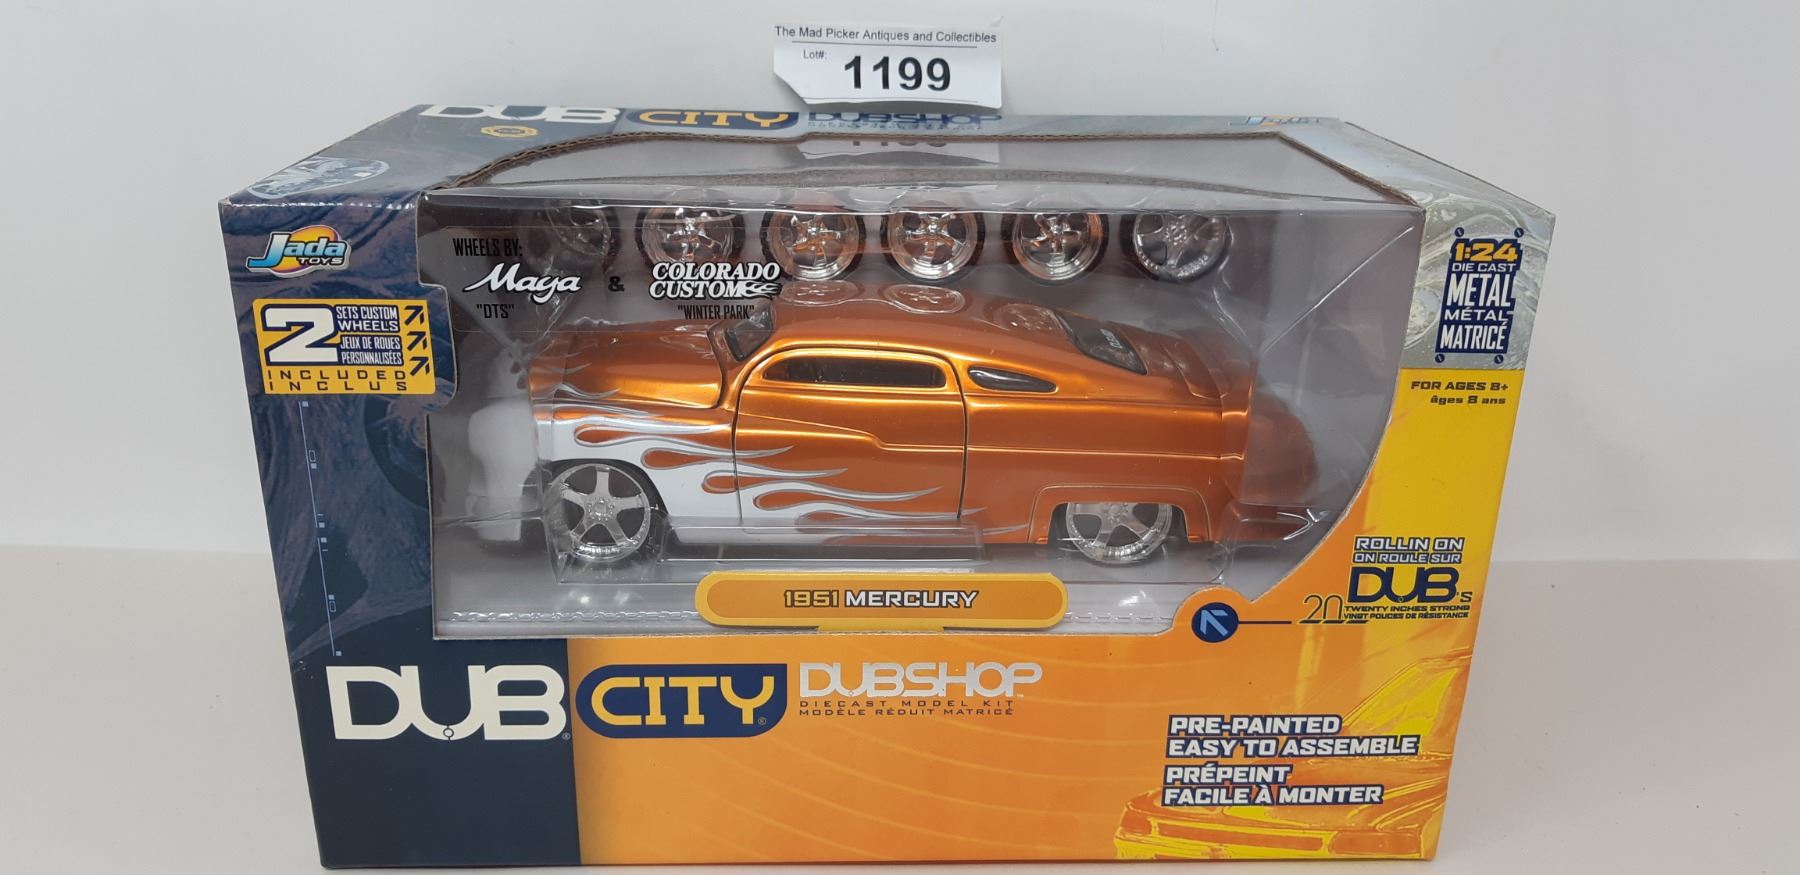 The Mad Picker Antiques and Collectibles
Lot#:
1199
DUB CITY DUBSHOP
Jada
TOYS
WHEELS BY:
Maya & COLORADO CUSTOM
"DTS" "WINTER PARK"
2 SETS CUSTOM WHEELS
JEUX DE ROUES PERSONNALISÉES
INCLUDED
INCLUS
1:24
DIE CAST
METAL
MÉTAL
MATRICÉ
FOR AGES 8+
âges 8 ans
1951 MERCURY
ROLLIN ON
ON ROULE SUR
DUB's
20 TWENTY INCHES STRONG
VINGT POUCES DE RÉSISTANCE
DUB CITY® DUBSHOP
DIECAST MODEL KIT
MODÈLE RÉDUIT MATRICÉ
PRE-PAINTED
EASY TO ASSEMBLE
PRÉPEINT
FACILE À MONTER